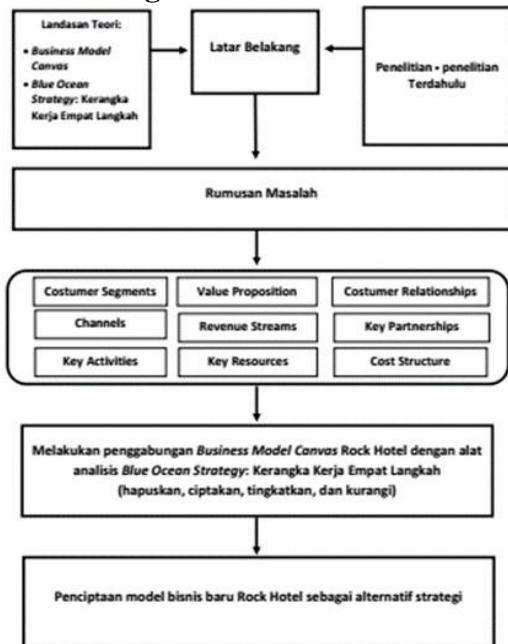 Landasan Teori:
• Business Model
Canvas
• Blue Ocean
Strategy: Kerangka
Kerja Empat Langkah
Latar Belakang
Penelitian - penelitian
Terdahulu
Rumusan Masalah
Costumer Segments
Value Proposition
Costumer Relationships
Channels
Revenue Streams
Key Partnerships
Key Activities
Key Resources
Cost Structure
Melakukan penggabungan Business Model Canvas Rock Hotel dengan alat
analisis Blue Ocean Strategy: Kerangka Kerja Empat Langkah
(hapuskan, ciptakan, tingkatkan, dan kurangi)
Penciptaan model bisnis baru Rock Hotel sebagai alternatif strategi